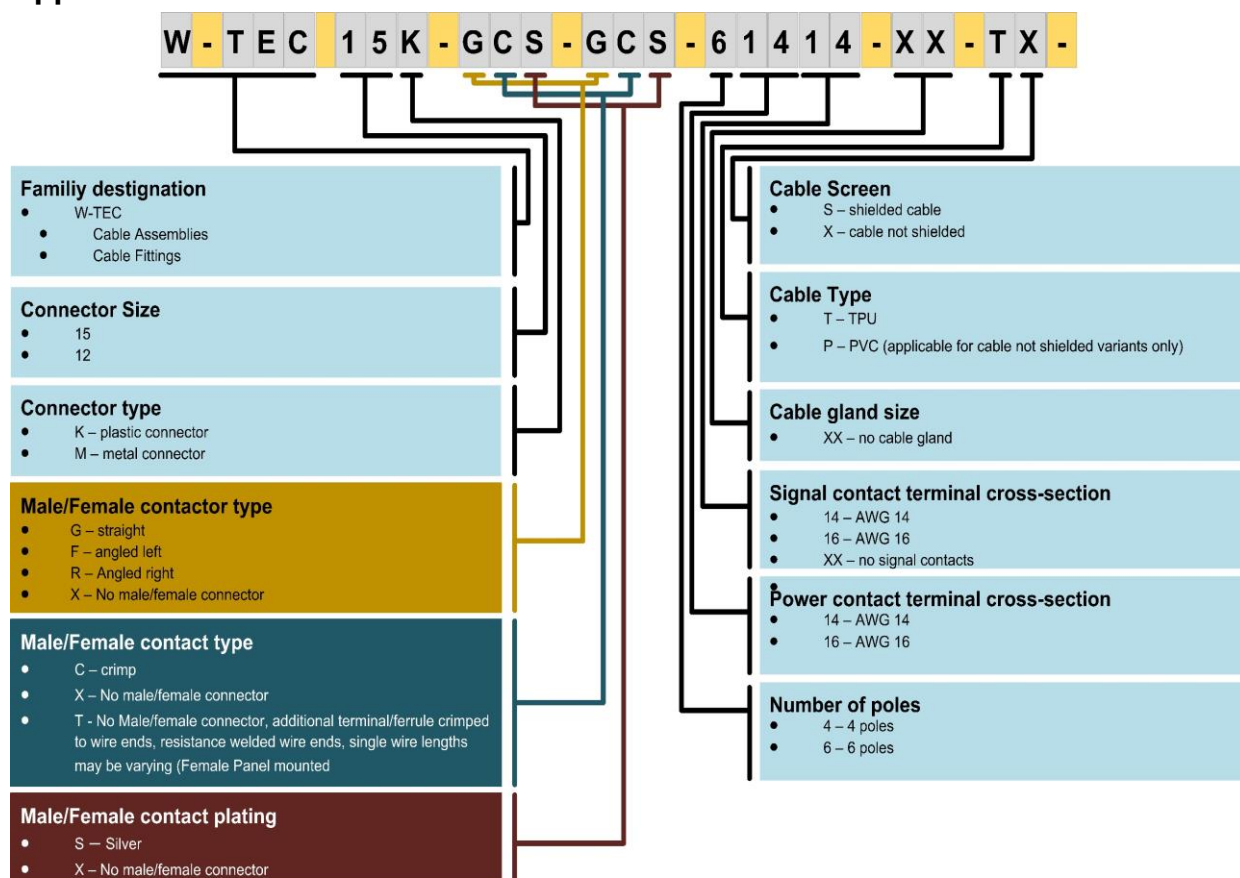 W - TEC 15K - GCS - GCS - 61414 - XX - TX -
Familiy destignation
• W-TEC
• Cable Assemblies
• Cable Fittings
Connector Size
• 15
• 12
Connector type
• K – plastic connector
• M – metal connector
Male/Female contactor type
• G – straight
• F – angled left
• R – Angled right
• X – No male/female connector
Male/Female contact type
• C – crimp
• X – No male/female connector
• T - No Male/female connector, additional terminal/ferrule crimped
to wire ends, resistance welded wire ends, single wire lengths
may be varying (Female Panel mounted
Male/Female contact plating
• S – Silver
• X – No male/female connector
Cable Screen
• S – shielded cable
• X – cable not shielded
Cable Type
• T – TPU
• P – PVC (applicable for cable not shielded variants only)
Cable gland size
• XX – no cable gland
Signal contact terminal cross-section
• 14 – AWG 14
• 16 – AWG 16
• XX – no signal contacts
•
Power contact terminal cross-section
• 14 – AWG 14
• 16 – AWG 16
Number of poles
• 4 – 4 poles
• 6 – 6 poles